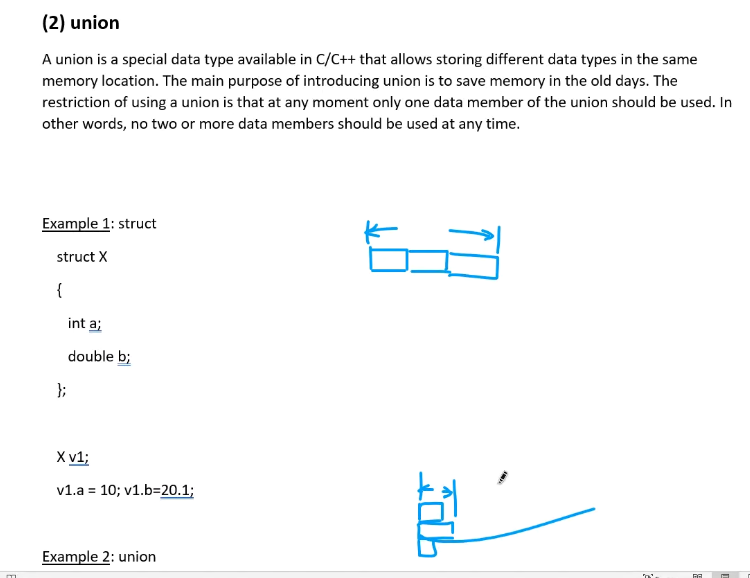 (2) union
A union is a special data type available in C/C++ that allows storing different data types in the same
memory location. The main purpose of introducing union is to save memory in the old days. The
restriction of using a union is that at any moment only one data member of the union should be used. In
other words, no two or more data members should be used at any time.
Example 1: struct
struct X
{
int a;
double b;
};
X v1;
v1.a = 10; v1.b=20.1;
Example 2: union